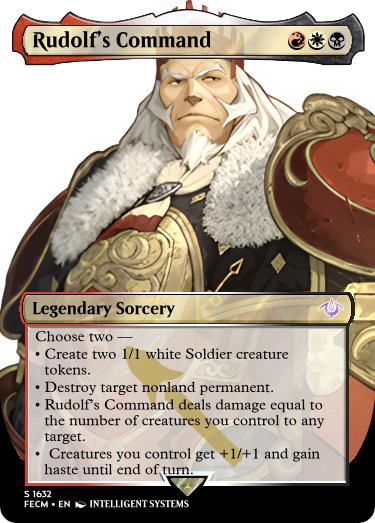 Rudolf's Command
Legendary Sorcery
Choose two —
• Create two 1/1 white Soldier creature
tokens.
• Destroy target nonland permanent.
• Rudolf's Command deals damage equal to
the number of creatures you control to any
target.
• Creatures you control get +1/+1 and gain
haste until end of turn.
S 1632
FECM • EN INTELLIGENT SYSTEMS